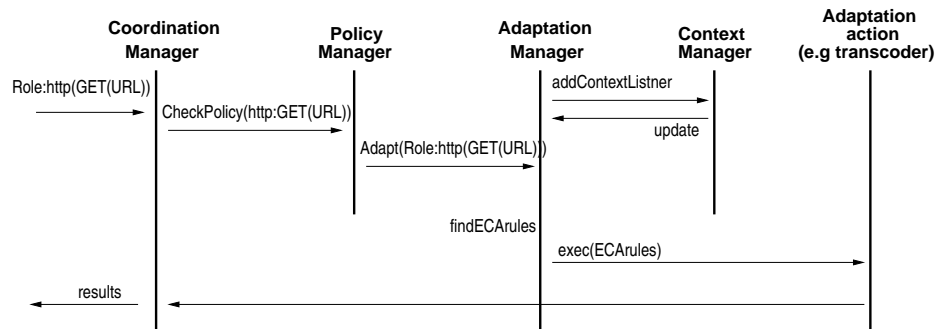 Coordination
Manager
Policy
Manager
Adaptation
Manager
Context
Manager
Adaptation
action
(e.g transcoder)
Role:http(GET(URL))
addContextListner
CheckPolicy(http:GET(URL))
update
Adapt(Role:http(GET(URL)))
findECArules
exec(ECArules)
results